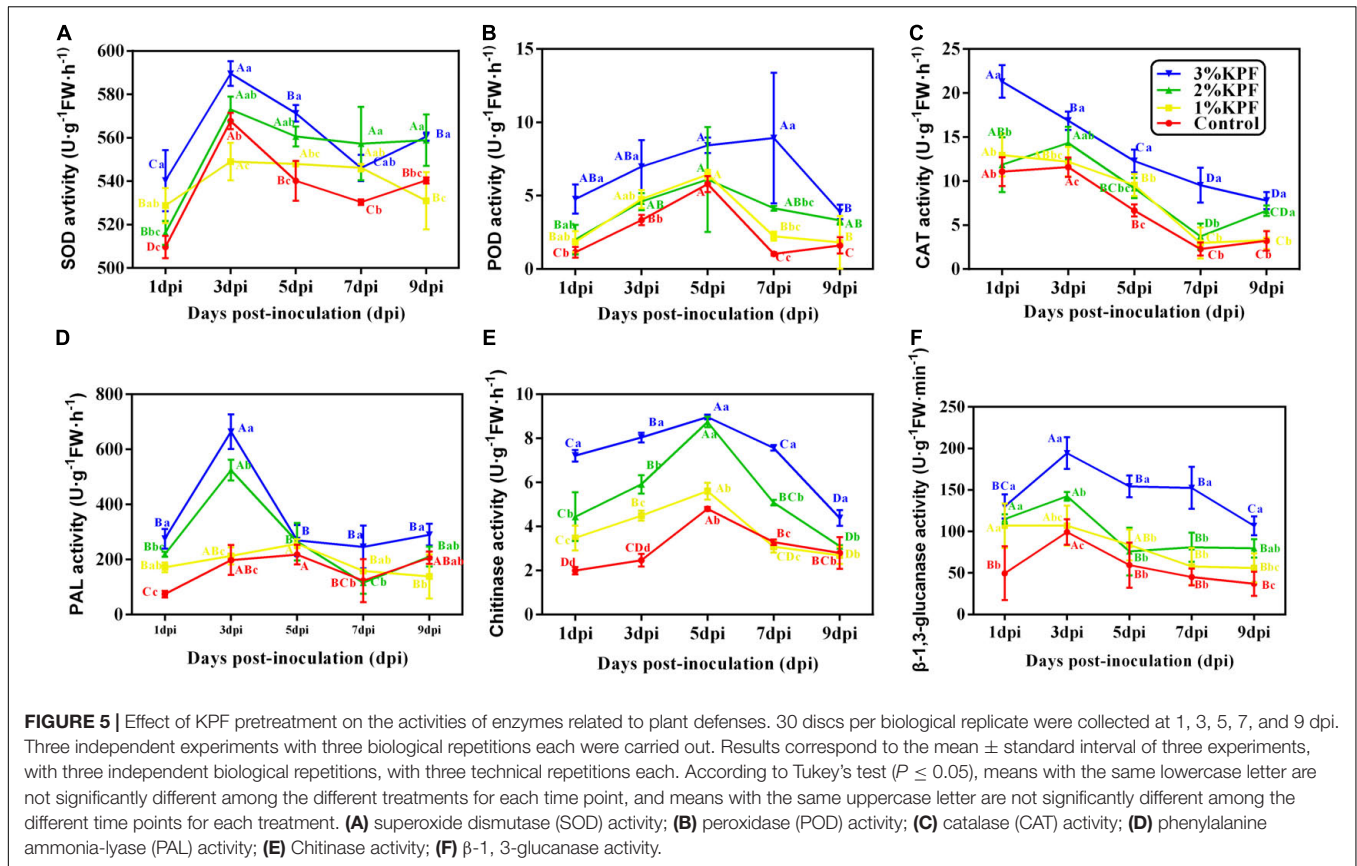 A
SOD avtivity (U·g⁻¹FW·h⁻¹)
600
580
560
540
520
500
Ca
Bab
Bbc
Dc
Aa
Aab
Ab
Ac
Ba
Aab
Abc
Bc
Aa
Aab
Cab
Cb
Aa
Ba
Bbc
Bc
1dpi 3dpi 5dpi 7dpi 9dpi
Days post-inoculation (dpi)
B
POD activity (U·g⁻¹FW·h⁻¹)
15
10
5
0
ABa
Bab
Bab
Cb
ABa
Aab
AB
Bb
A
A
A
A
Aa
ABbc
Bbc
Cc
B
AB
B
C
1dpi 3dpi 5dpi 7dpi 9dpi
Days post-inoculation (dpi)
C
CAT activity (U·g⁻¹FW·h⁻¹)
25
20
15
10
5
0
3%KPF
2%KPF
1%KPF
Control
Aa
ABb
Ab
Ab
Ba
Aab
ABbc
Ac
Ca
BCbc
Bb
Bc
Da
Db
Cb
Cb
Da
CDa
Cb
Cb
1dpi 3dpi 5dpi 7dpi 9dpi
Days post-inoculation (dpi)
D
PAL activity (U·g⁻¹FW·h⁻¹)
800
600
400
200
0
Ba
Bbc
Bab
Cc
Aa
Ab
ABc
ABc
B
B
A
A
Ba
Bab
BCb
Cb
Ba
Bab
ABab
Bb
1dpi 3dpi 5dpi 7dpi 9dpi
Days post-inoculation (dpi)
E
Chitinase activity (U·g⁻¹FW·h⁻¹)
10
8
6
4
2
0
Ca
Cb
Cc
Dd
Ba
Bb
Bc
CDd
Aa
Aa
Ab
Ab
Ca
BCb
Bc
CDc
Da
Db
Db
BCb
1dpi 3dpi 5dpi 7dpi 9dpi
Days post-inoculation (dpi)
F
β-1,3-glucanase activity (U·g⁻¹FW·min⁻¹)
250
200
150
100
50
0
BCa
Aa
Aa
Bb
Aa
Ab
Abc
Ac
Ba
ABb
Bb
Bb
Ba
Bb
Bb
Bb
Ca
Bab
Bbc
Bc
1dpi 3dpi 5dpi 7dpi 9dpi
Days post-inoculation (dpi)
FIGURE 5 | Effect of KPF pretreatment on the activities of enzymes related to plant defenses. 30 discs per biological replicate were collected at 1, 3, 5, 7, and 9 dpi.
Three independent experiments with three biological repetitions each were carried out. Results correspond to the mean ± standard interval of three experiments,
with three independent biological repetitions, with three technical repetitions each. According to Tukey's test (P ≤ 0.05), means with the same lowercase letter are
not significantly different among the different treatments for each time point, and means with the same uppercase letter are not significantly different among the
different time points for each treatment. (A) superoxide dismutase (SOD) activity; (B) peroxidase (POD) activity; (C) catalase (CAT) activity; (D) phenylalanine
ammonia-lyase (PAL) activity; (E) Chitinase activity; (F) β-1, 3-glucanase activity.